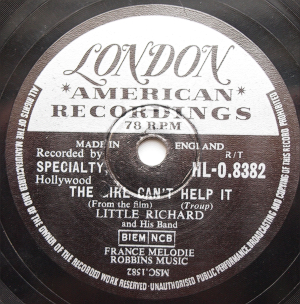 LONDON
"AMERICAN"
RECORDINGS
78 RPM
MADE IN ENGLAND
Recorded by R/T
SPECIALTY, HL-O.8382
Hollywood
THE GIRL CAN'T HELP IT
(From the film) (Troup)
LITTLE RICHARD
and His Band
BIEM NCB
FRANCE MELODIE
ROBBINS MUSIC
MSC.1382
ALL RIGHTS OF THE MANUFACTURER AND OF THE OWNER OF THE RECORDED WORK RESERVED · UNAUTHORISED PUBLIC PERFORMANCE BROADCASTING AND COPYING OF THIS RECORD PROHIBITED